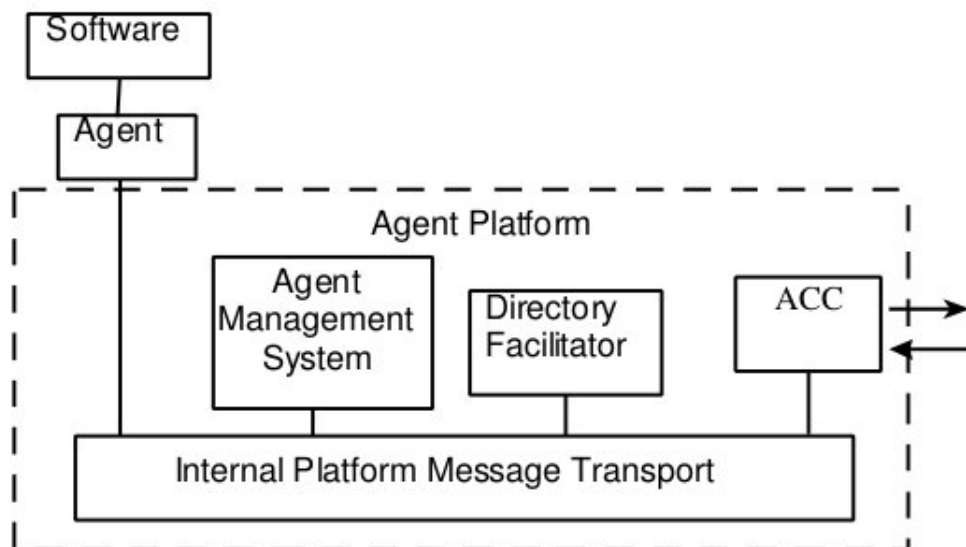 Software
Agent
Agent Platform
Agent
Management
System
Directory
Facilitator
ACC
Internal Platform Message Transport